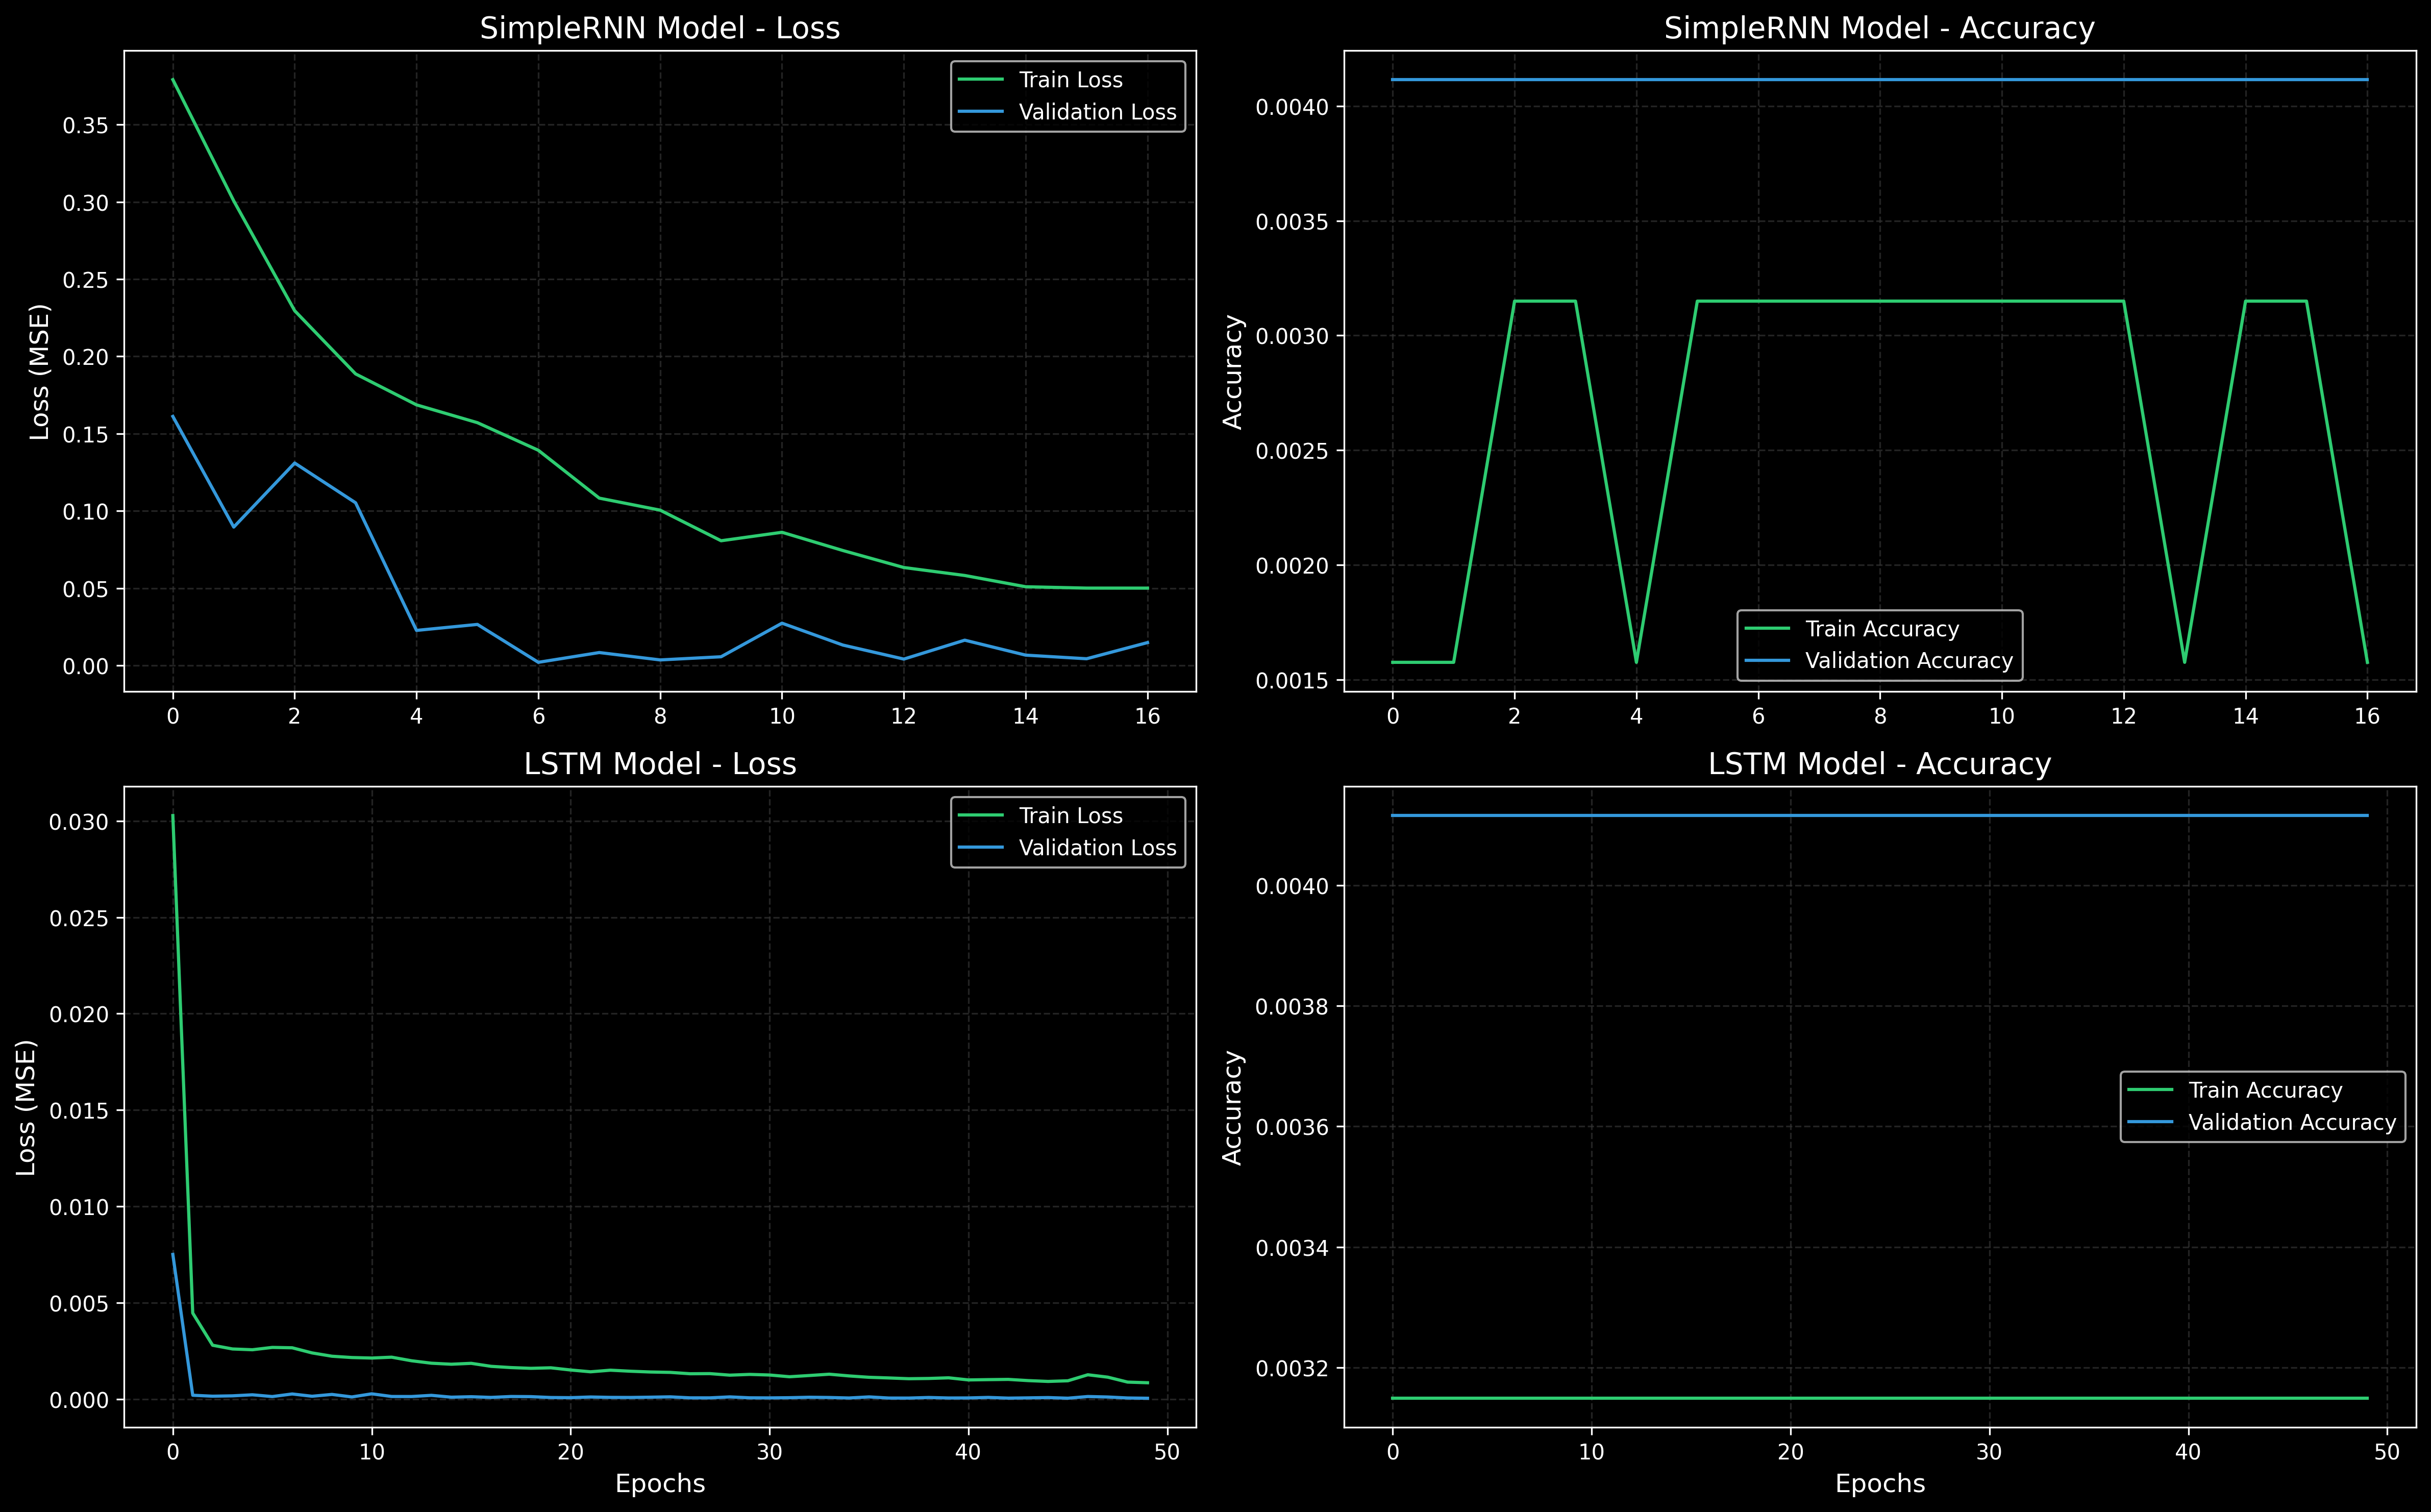 SimpleRNN Model - Loss
Loss (MSE)
0.35
0.30
0.25
0.20
0.15
0.10
0.05
0.00
Train Loss
Validation Loss
0 2 4 6 8 10 12 14 16
SimpleRNN Model - Accuracy
Accuracy
0.0040
0.0035
0.0030
0.0025
0.0020
0.0015
Train Accuracy
Validation Accuracy
0 2 4 6 8 10 12 14 16
LSTM Model - Loss
Loss (MSE)
0.030
0.025
0.020
0.015
0.010
0.005
0.000
Train Loss
Validation Loss
0 10 20 30 40 50
Epochs
LSTM Model - Accuracy
Accuracy
0.0040
0.0038
0.0036
0.0034
0.0032
Train Accuracy
Validation Accuracy
0 10 20 30 40 50
Epochs